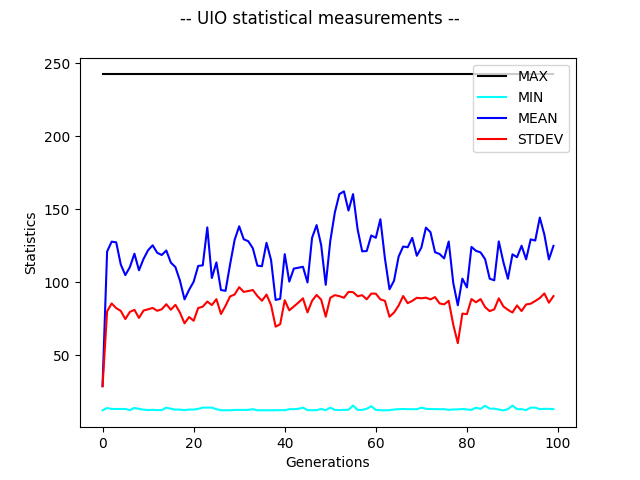 -- UIO statistical measurements --
250
200
150
100
50
Statistics
MAX
MIN
MEAN
STDEV
0 20 40 60 80 100
Generations